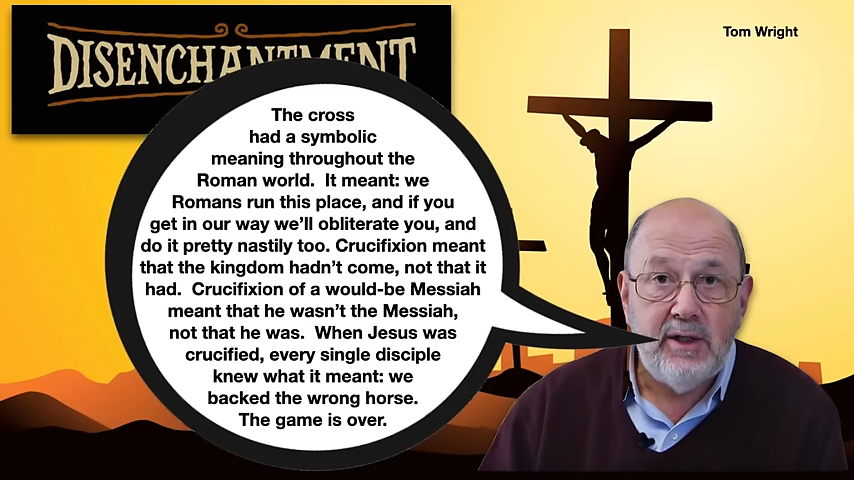 DISENCHANTMENT
Tom Wright
The cross
had a symbolic
meaning throughout the
Roman world. It meant: we
Romans run this place, and if you
get in our way we'll obliterate you, and
do it pretty nastily too. Crucifixion meant
that the kingdom hadn't come, not that it
had. Crucifixion of a would-be Messiah
meant that he wasn't the Messiah,
not that he was. When Jesus was
crucified, every single disciple
knew what it meant: we
backed the wrong horse.
The game is over.